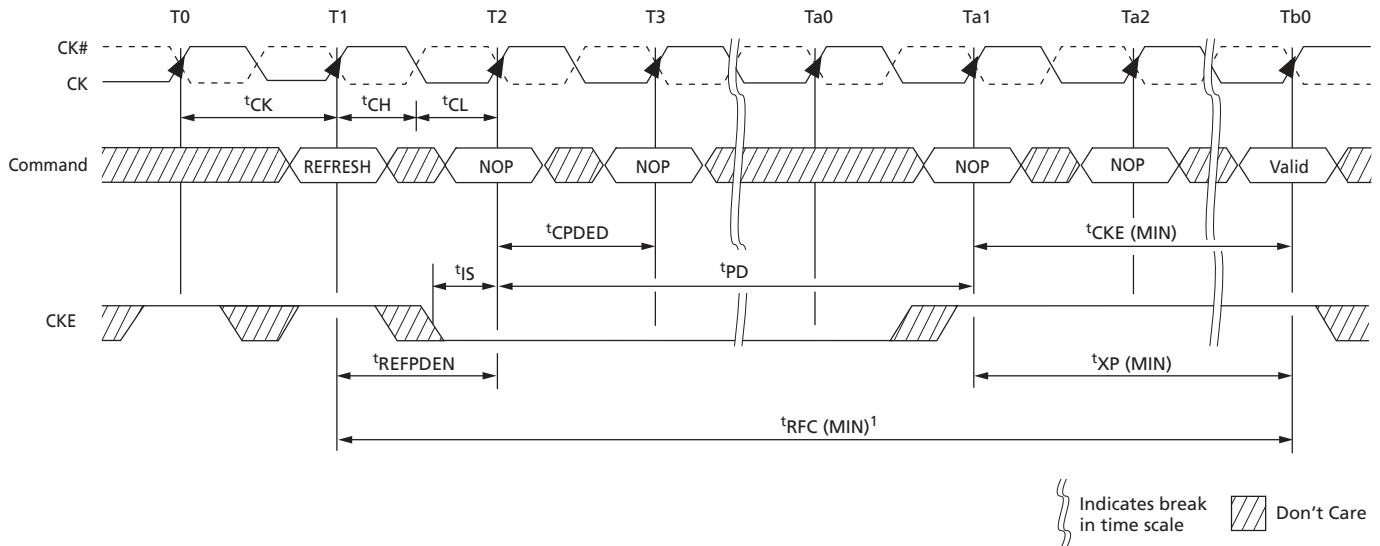 T0 T1 T2 T3 Ta0 Ta1 Ta2 Tb0
CK#
CK
tCK tCH tCL
Command REFRESH NOP NOP NOP NOP Valid
tCPDED tCKE (MIN)
tIS tPD
CKE
tREFPDEN tXP (MIN)
tRFC (MIN)1
Indicates break
in time scale
Don't Care